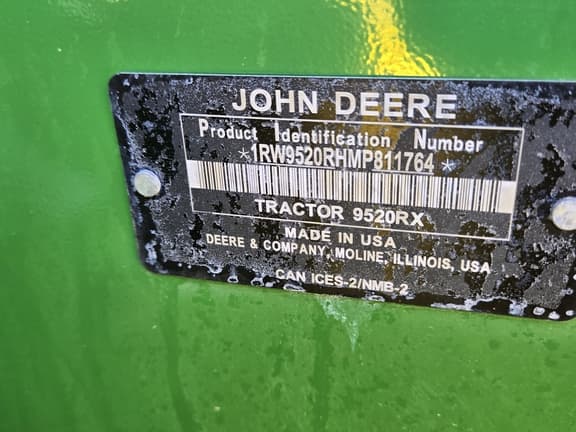 JOHN DEERE
Product Identification Number
*1RW9520RHMP811764*
TRACTOR 9520RX
MADE IN USA
DEERE & COMPANY, MOLINE, ILLINOIS, USA
CAN ICES-2/NMB-2